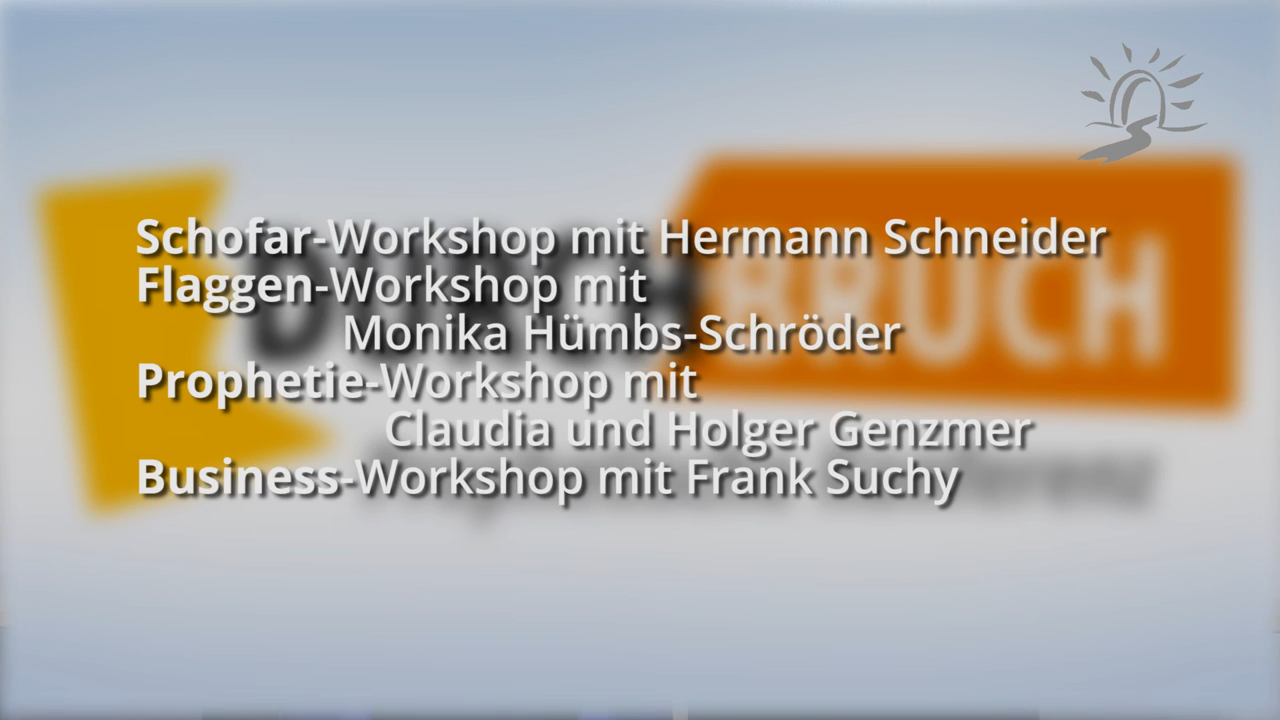 Schofar-Workshop mit Hermann Schneider
Flaggen-Workshop mit
Monika Hümbs-Schröder
Prophetie-Workshop mit
Claudia und Holger Genzmer
Business-Workshop mit Frank Suchy
BRUCH